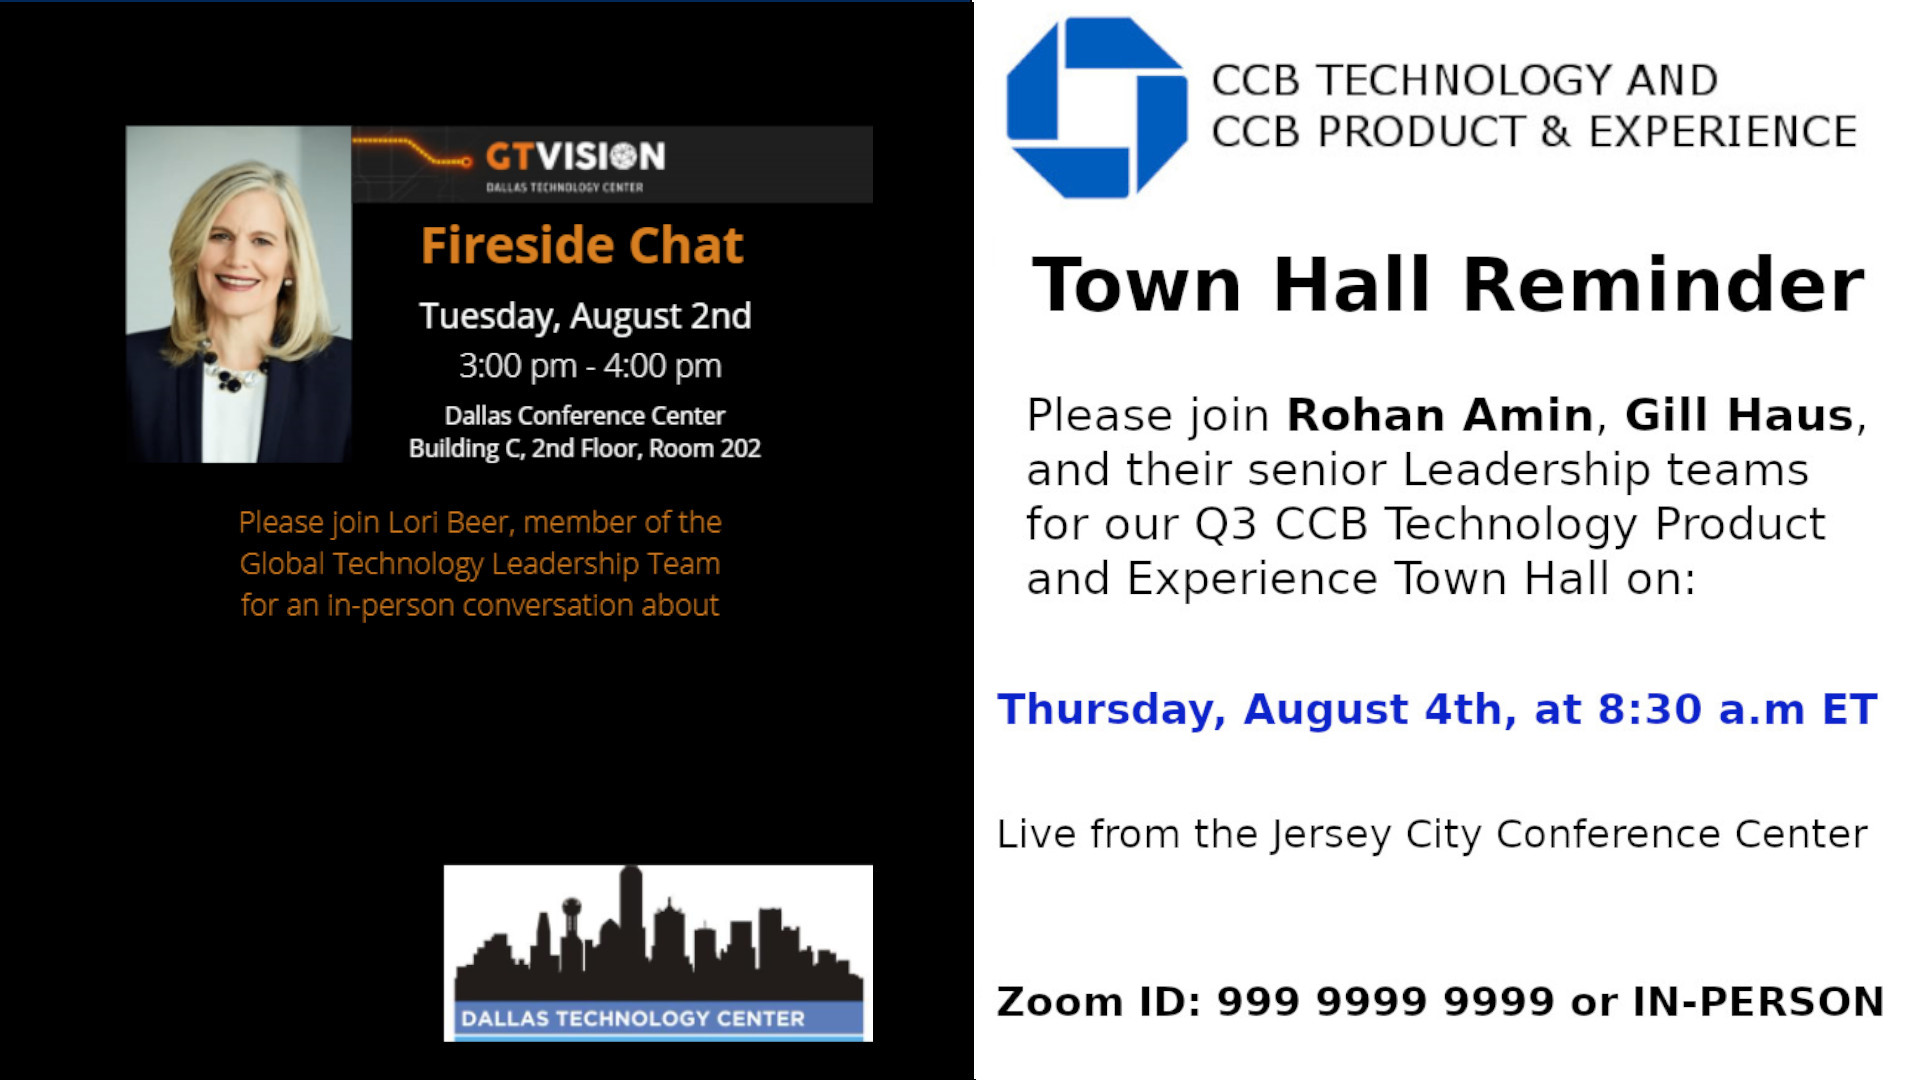 GTVISION
DALLAS TECHNOLOGY CENTER
Fireside Chat
Tuesday, August 2nd
3:00 pm - 4:00 pm
Dallas Conference Center
Building C, 2nd Floor, Room 202
Please join Lori Beer, member of the
Global Technology Leadership Team
for an in-person conversation about
DALLAS TECHNOLOGY CENTER
CCB TECHNOLOGY AND
CCB PRODUCT & EXPERIENCE
Town Hall Reminder
Please join Rohan Amin, Gill Haus,
and their senior Leadership teams
for our Q3 CCB Technology Product
and Experience Town Hall on:
Thursday, August 4th, at 8:30 a.m ET
Live from the Jersey City Conference Center
Zoom ID: 999 9999 9999 or IN-PERSON